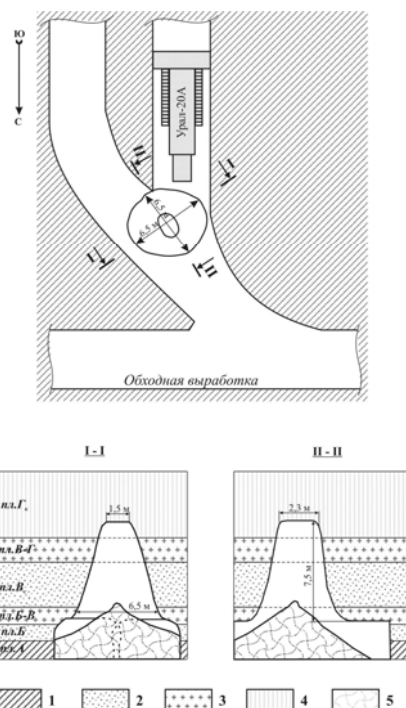 Ю
С
Урал-20А
II
I
6,5
6,5 м
I
II
Обходная выработка
I - I
II - II
пл.Г
1,5 м
2,3 м
пл.В-Г
пл.В
7,5 м
пл.Б-В
6,5 м
пл.Б
пл.А
1
2
3
4
5